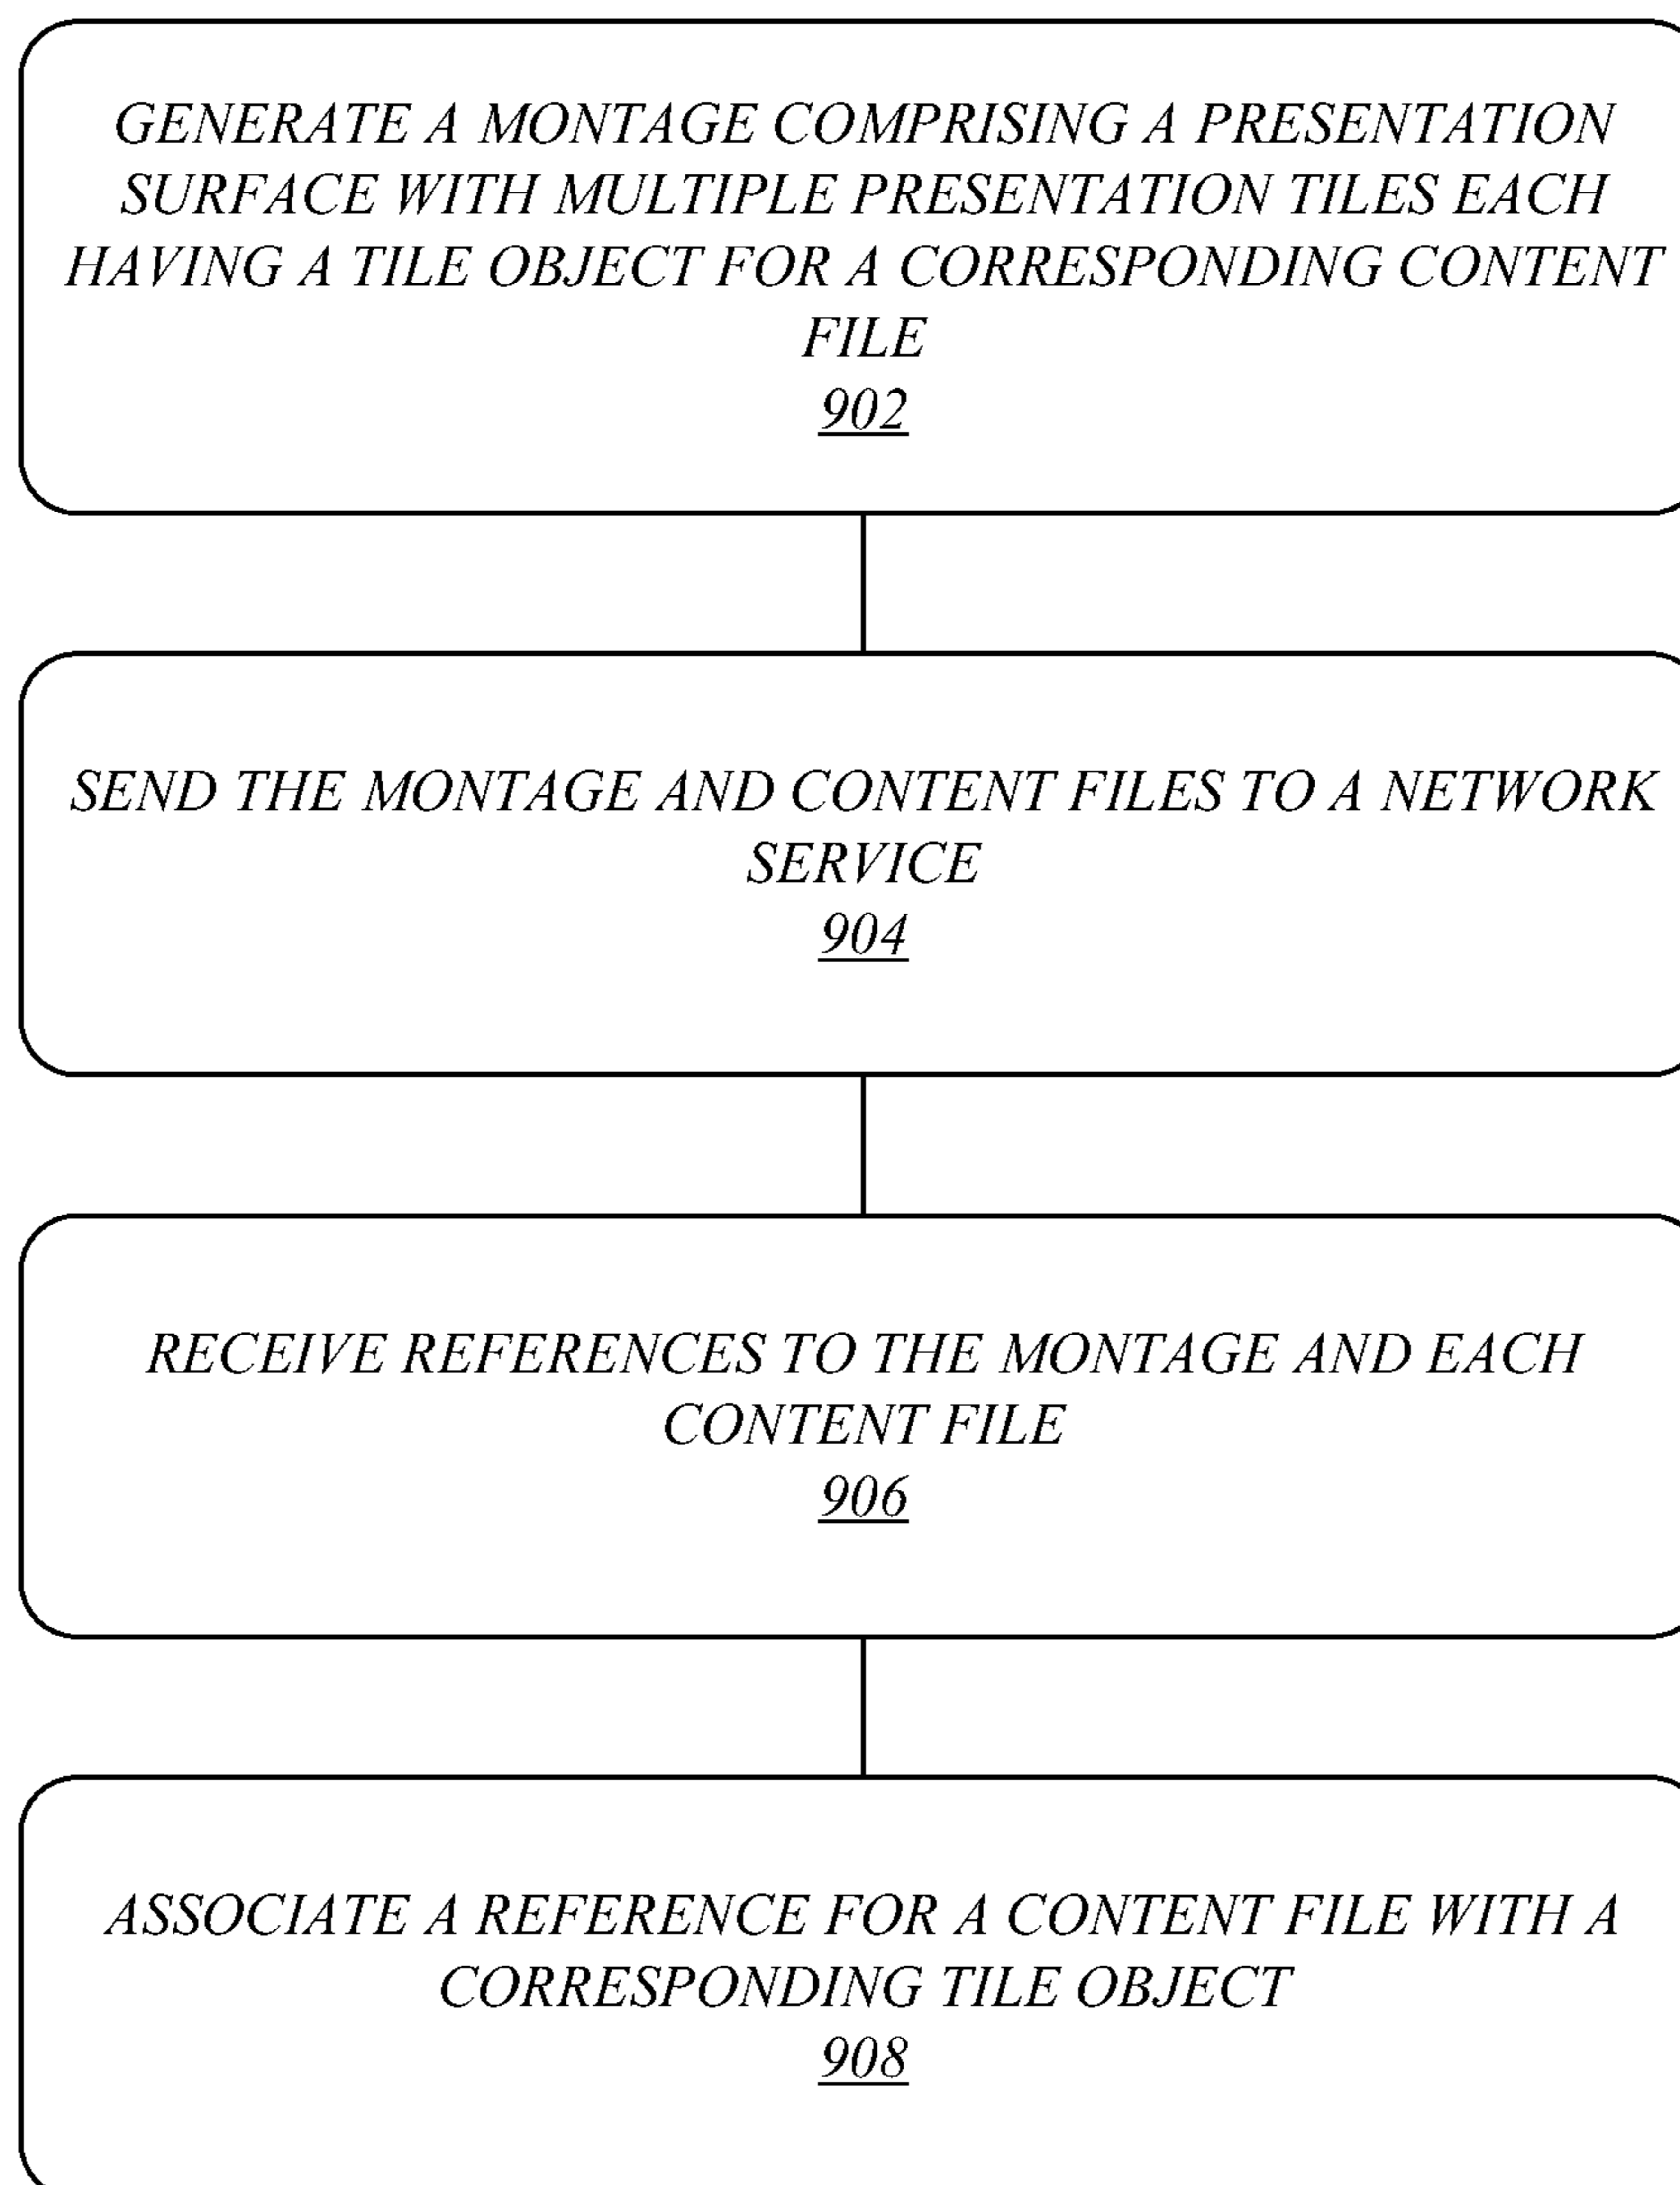 GENERATE A MONTAGE COMPRISING A PRESENTATION
SURFACE WITH MULTIPLE PRESENTATION TILES EACH
HAVING A TILE OBJECT FOR A CORRESPONDING CONTENT
FILE
902
SEND THE MONTAGE AND CONTENT FILES TO A NETWORK
SERVICE
904
RECEIVE REFERENCES TO THE MONTAGE AND EACH
CONTENT FILE
906
ASSOCIATE A REFERENCE FOR A CONTENT FILE WITH A
CORRESPONDING TILE OBJECT
908